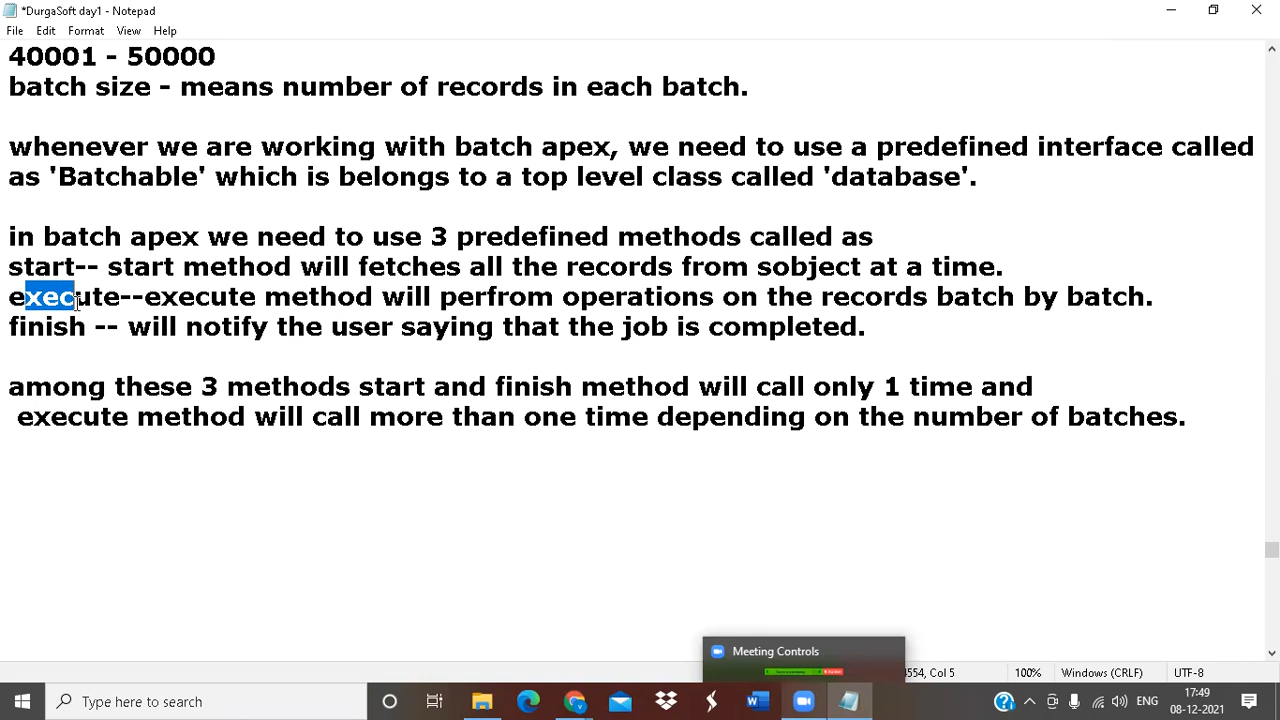 *DurgaSoft day1 - Notepad
File Edit Format View Help
40001 - 50000
batch size - means number of records in each batch.
whenever we are working with batch apex, we need to use a predefined interface called
as 'Batchable' which is belongs to a top level class called 'database'.
in batch apex we need to use 3 predefined methods called as
start-- start method will fetches all the records from sobject at a time.
execute--execute method will perfrom operations on the records batch by batch.
finish -- will notify the user saying that the job is completed.
among these 3 methods start and finish method will call only 1 time and
execute method will call more than one time depending on the number of batches.
Meeting Controls
4554, Col 5 100% Windows (CRLF) UTF-8
Type here to search
ENG
17:49
08-12-2021